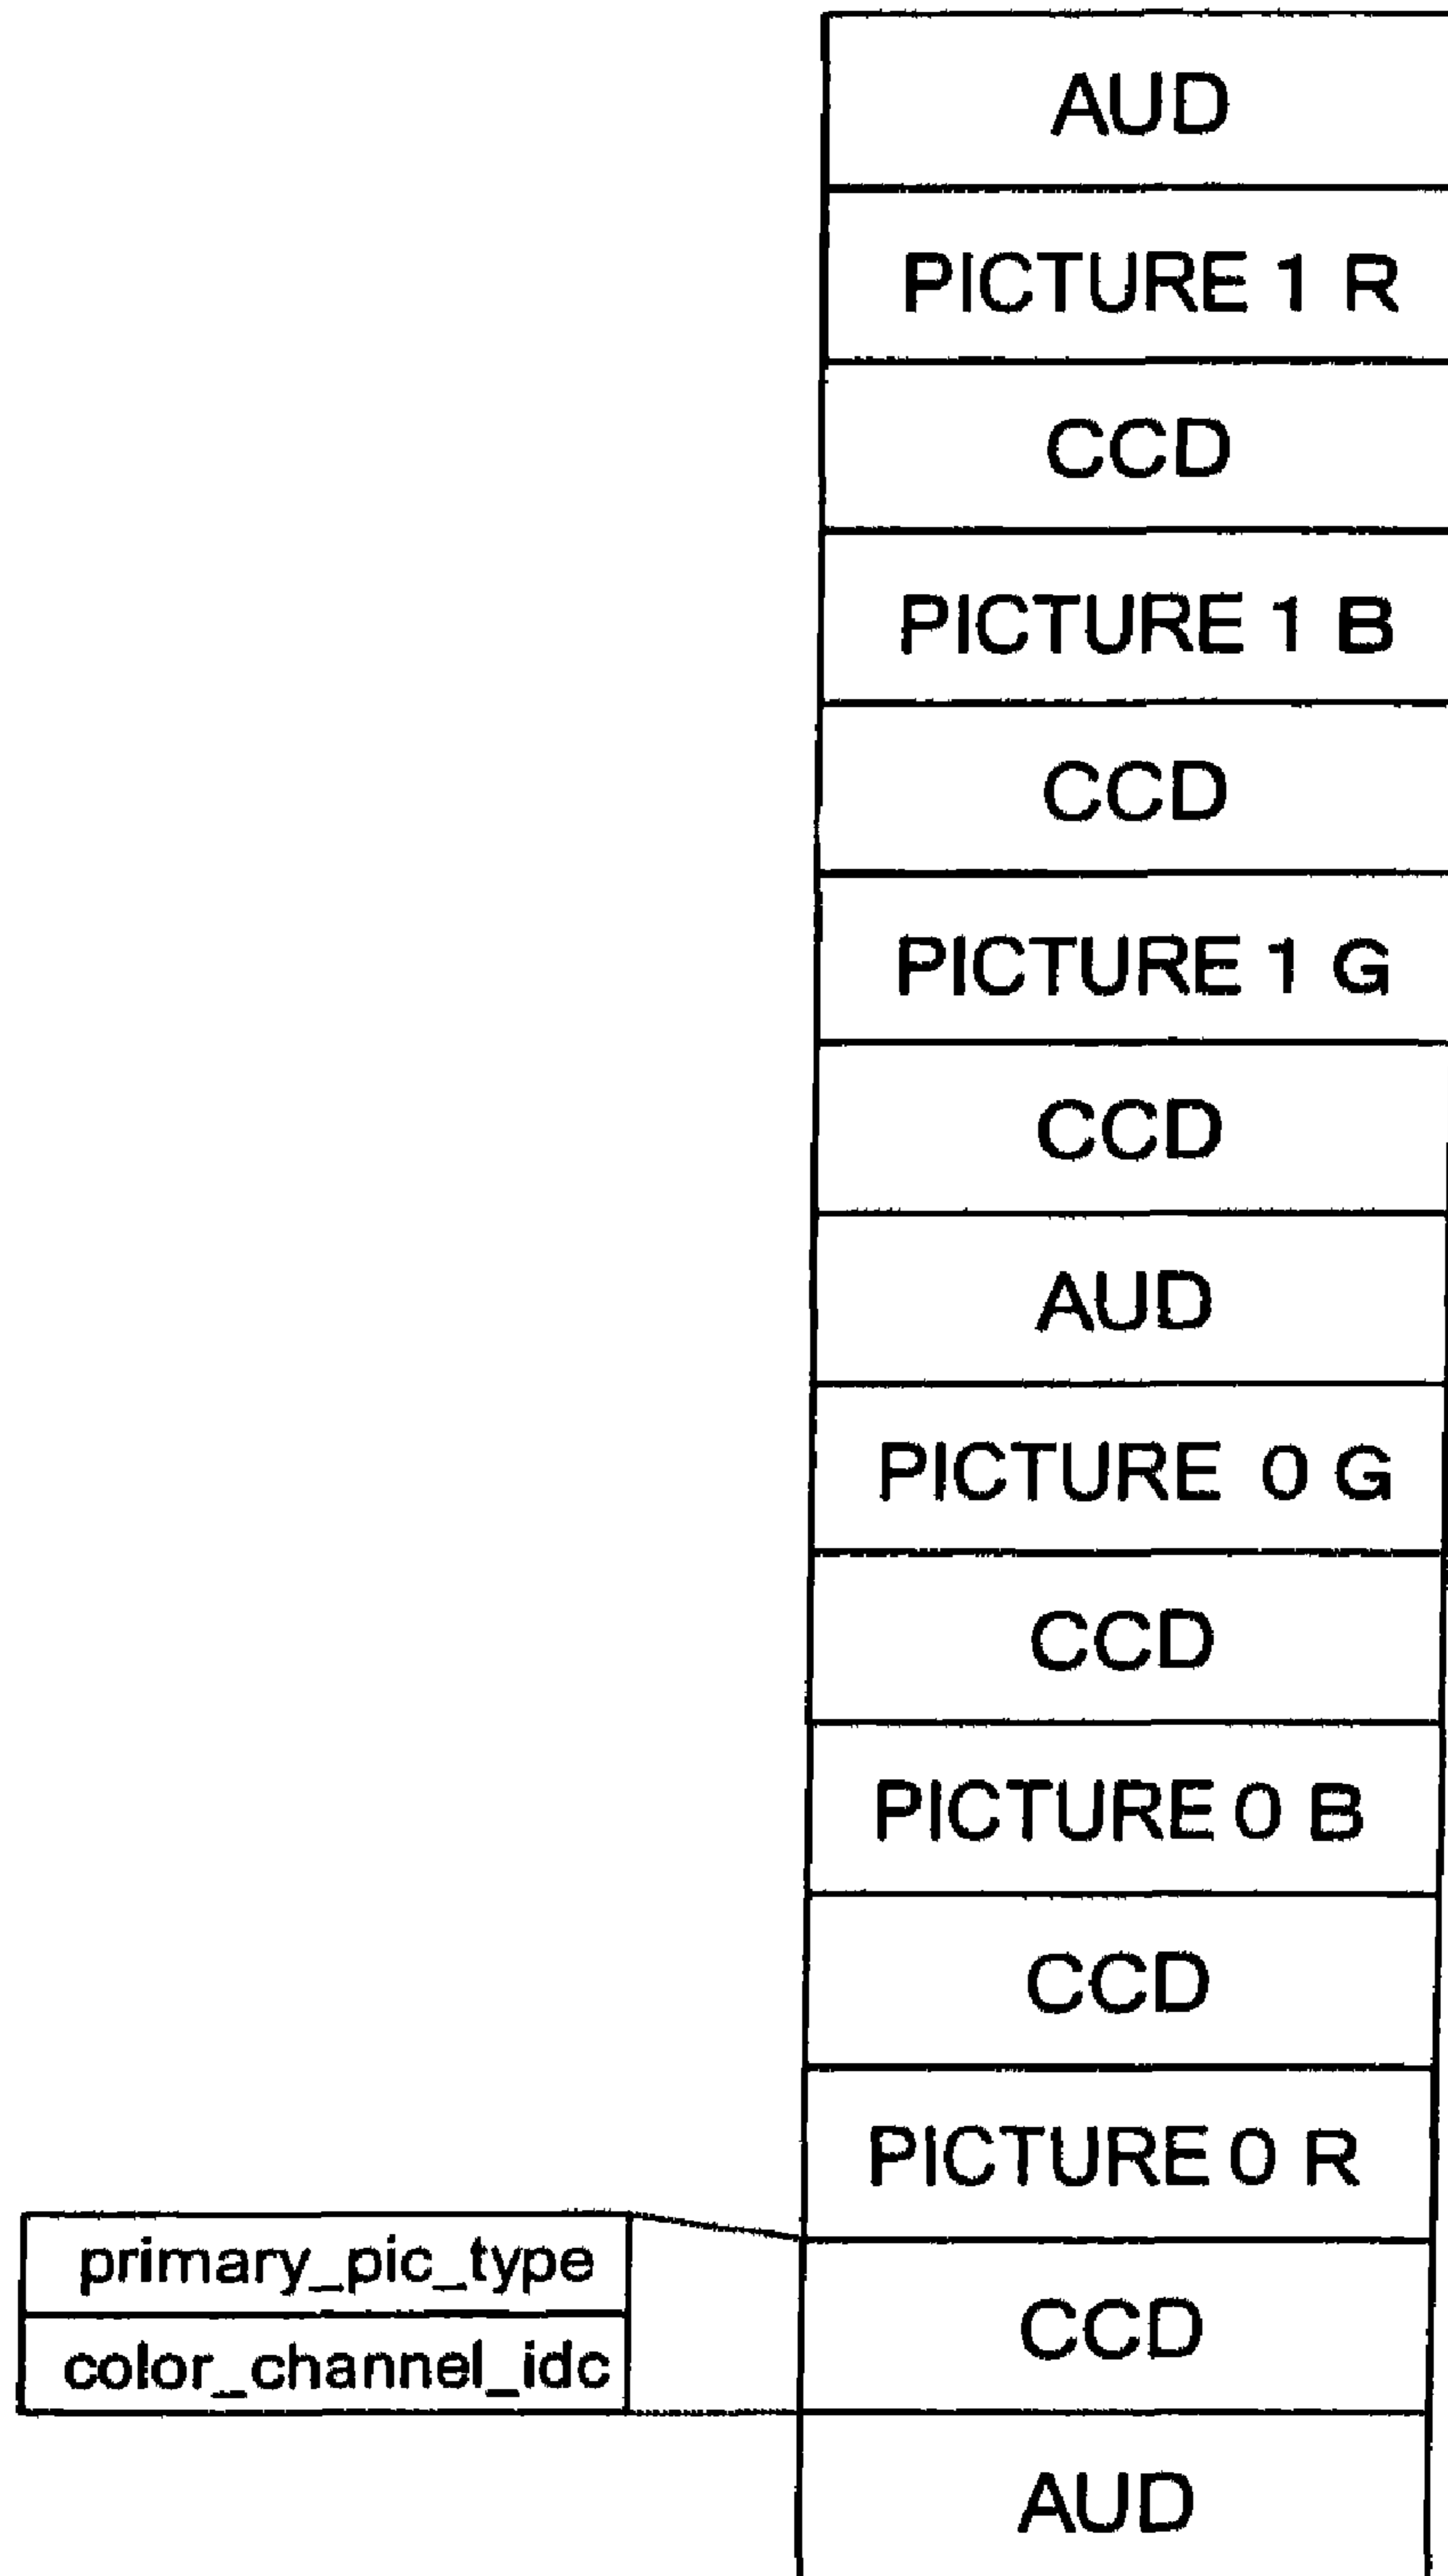 AUD
PICTURE 1 R
CCD
PICTURE 1 B
CCD
PICTURE 1 G
CCD
AUD
PICTURE 0 G
CCD
PICTURE 0 B
CCD
PICTURE 0 R
primary_pic_type
color_channel_idc
CCD
AUD